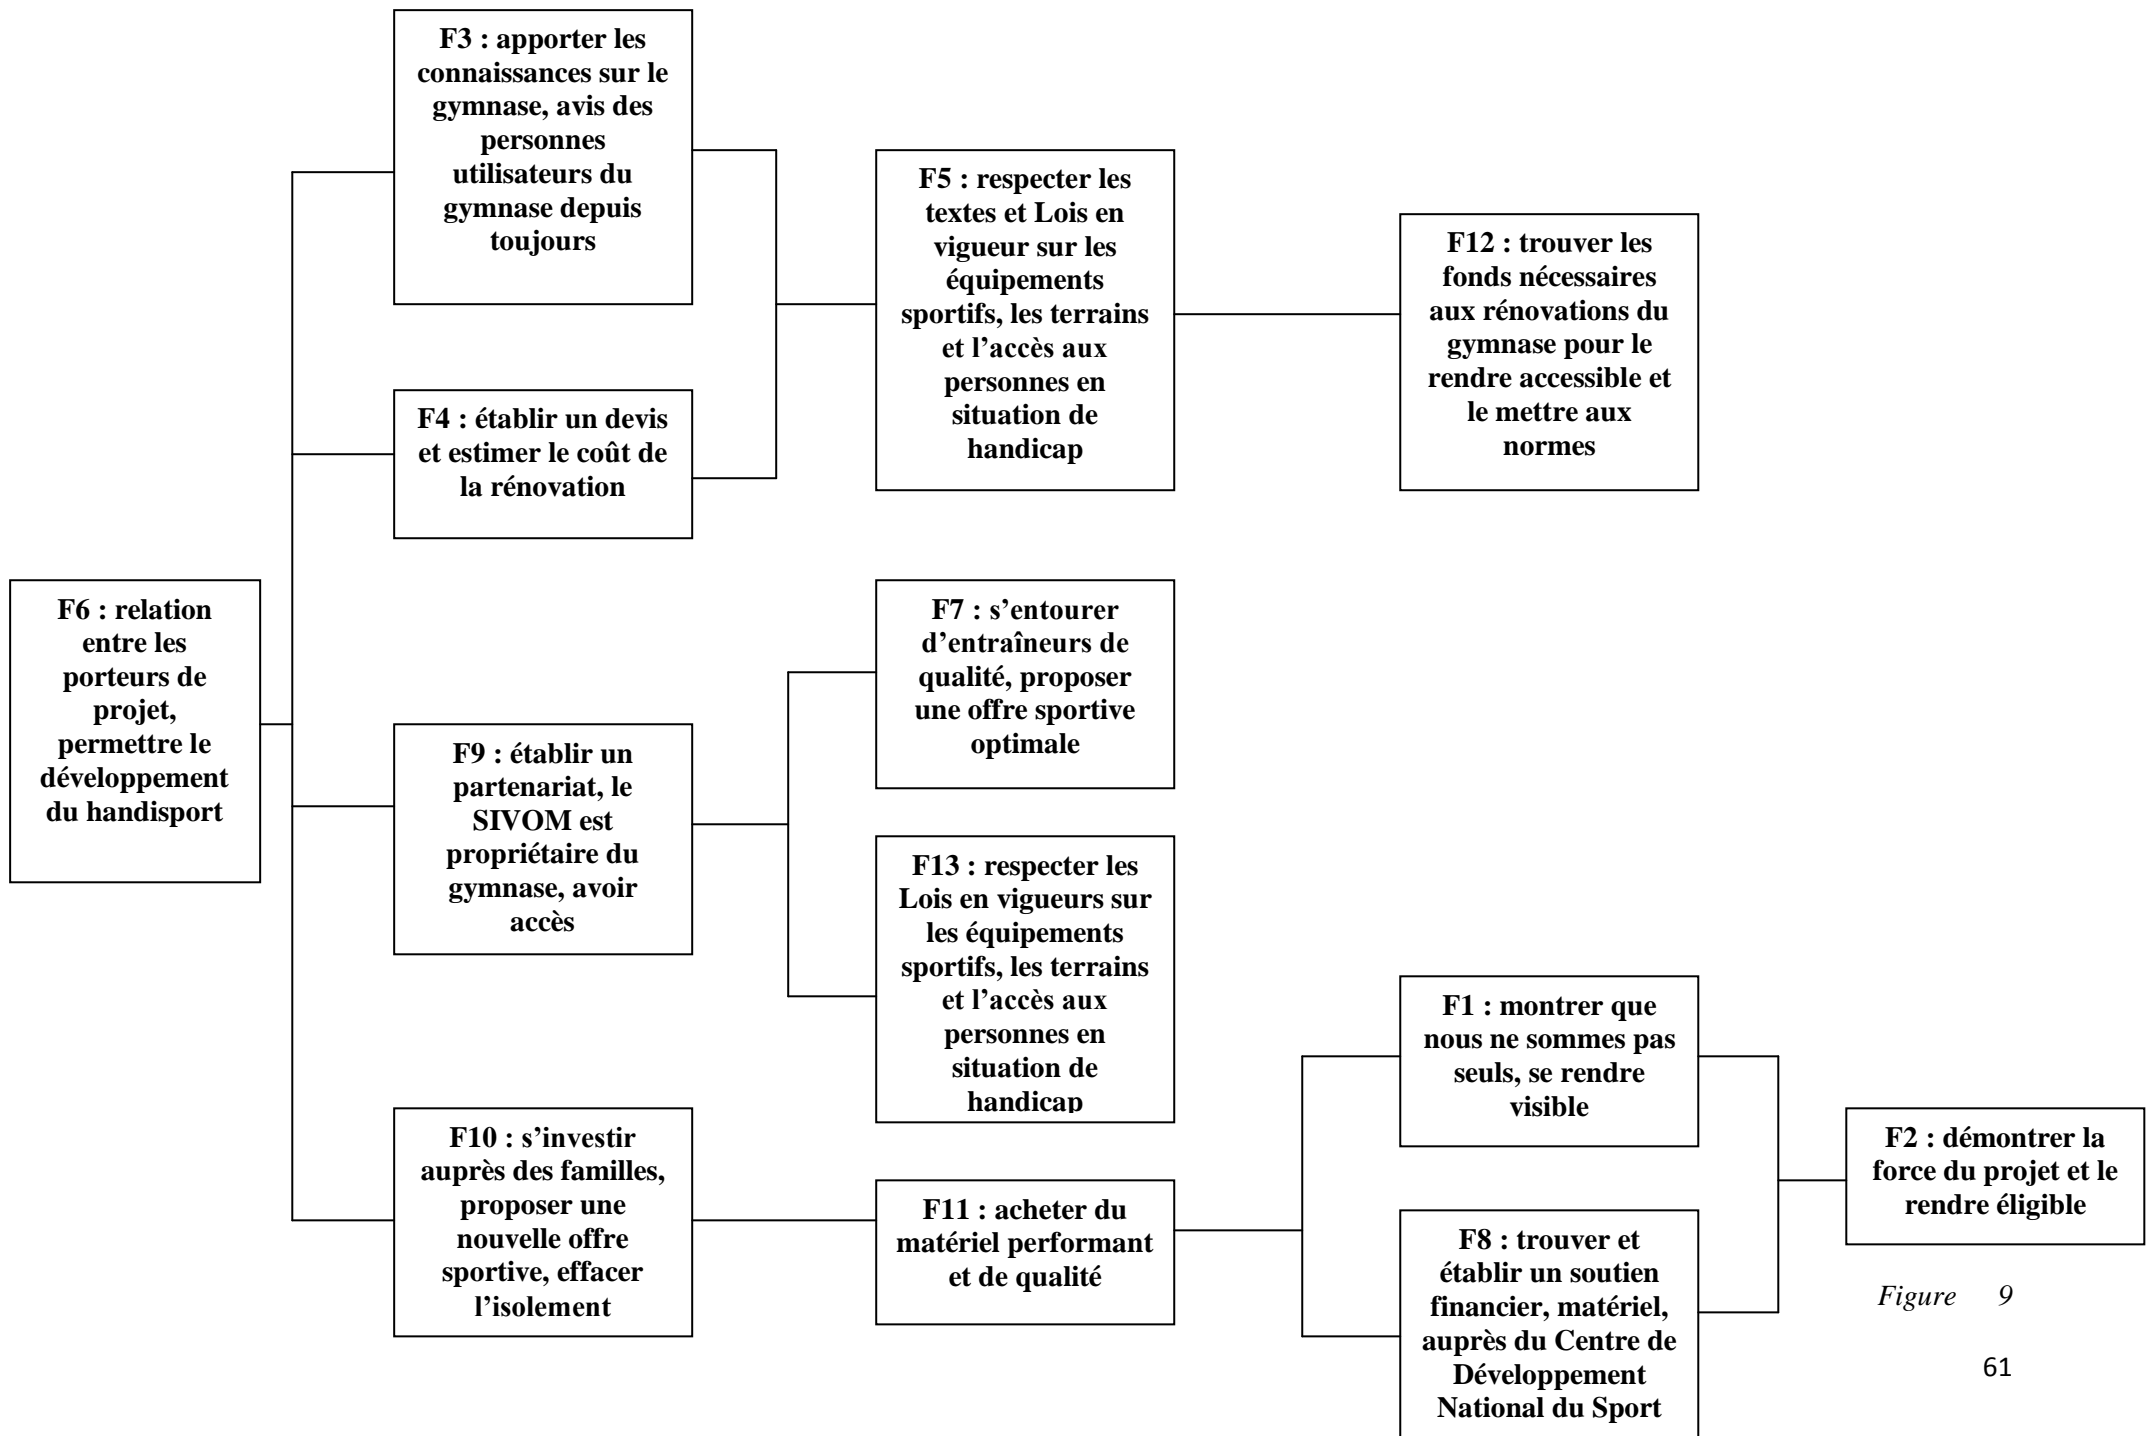 F3 : apporter les
connaissances sur le
gymnase, avis des
personnes
utilisateurs du
gymnase depuis
toujours
F4 : établir un devis
et estimer le coût de
la rénovation
F5 : respecter les
textes et Lois en
vigueur sur les
équipements
sportifs, les terrains
et l’accès aux
personnes en
situation de
handicap
F12 : trouver les
fonds nécessaires
aux rénovations du
gymnase pour le
rendre accessible et
le mettre aux
normes
F6 : relation
entre les
porteurs de
projet,
permettre le
développement
du handisport
F9 : établir un
partenariat, le
SIVOM est
propriétaire du
gymnase, avoir
accès
F7 : s’entourer
d’entraîneurs de
qualité, proposer
une offre sportive
optimale
F13 : respecter les
Lois en vigueurs sur
les équipements
sportifs, les terrains
et l’accès aux
personnes en
situation de
handicap
F10 : s’investir
auprès des familles,
proposer une
nouvelle offre
sportive, effacer
l’isolement
F11 : acheter du
matériel performant
et de qualité
F1 : montrer que
nous ne sommes pas
seuls, se rendre
visible
F8 : trouver et
établir un soutien
financier, matériel,
auprès du Centre de
Développement
National du Sport
F2 : démontrer la
force du projet et le
rendre éligible
Figure 9
61